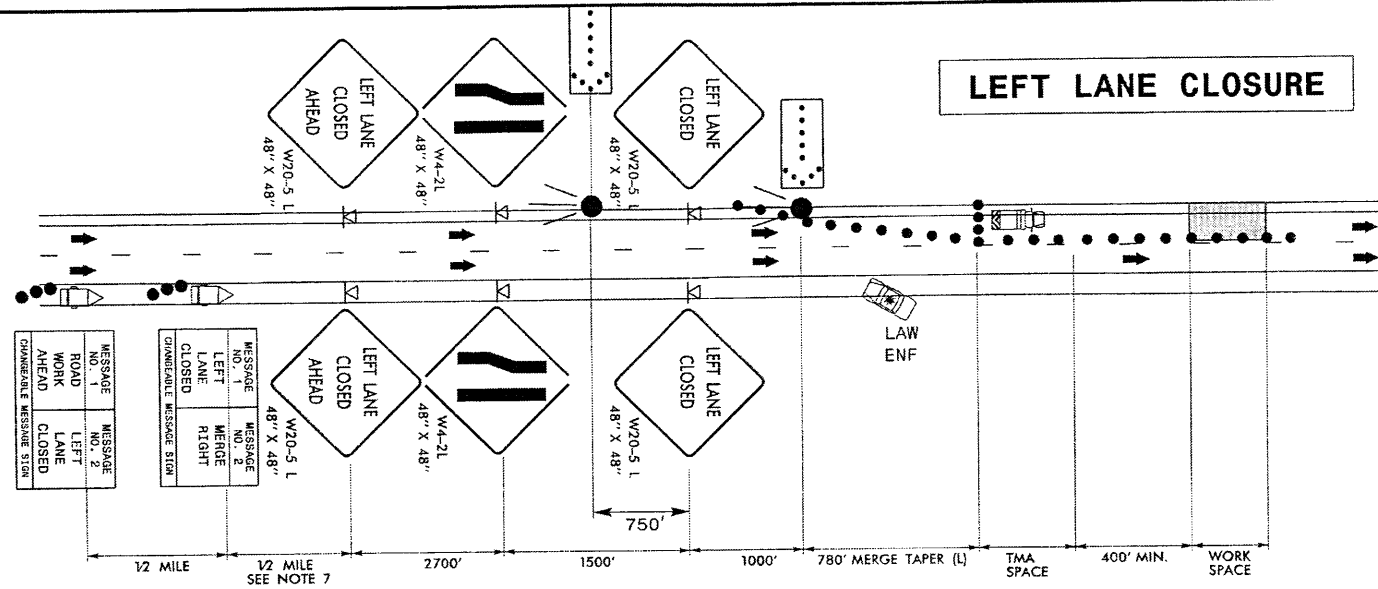 LEFT LANE CLOSURE
LEFT LANE
CLOSED
AHEAD
W20-5 L
48" X 48"
W4-2L
48" X 48"
LEFT LANE
CLOSED
W20-5 L
48" X 48"
LAW
ENF
MESSAGE
NO. 1
ROAD
WORK
AHEAD
MESSAGE
NO. 2
LEFT
LANE
CLOSED
CHANGEABLE MESSAGE SIGN
MESSAGE
NO. 1
LEFT
LANE
CLOSED
MESSAGE
NO. 2
MERGE
RIGHT
CHANGEABLE MESSAGE SIGN
LEFT LANE
CLOSED
AHEAD
W20-5 L
48" X 48"
W4-2L
48" X 48"
LEFT LANE
CLOSED
W20-5 L
48" X 48"
750'
1/2 MILE
1/2 MILE
SEE NOTE 7
2700'
1500'
1000'
780' MERGE TAPER (L)
TMA
SPACE
400' MIN.
WORK
SPACE